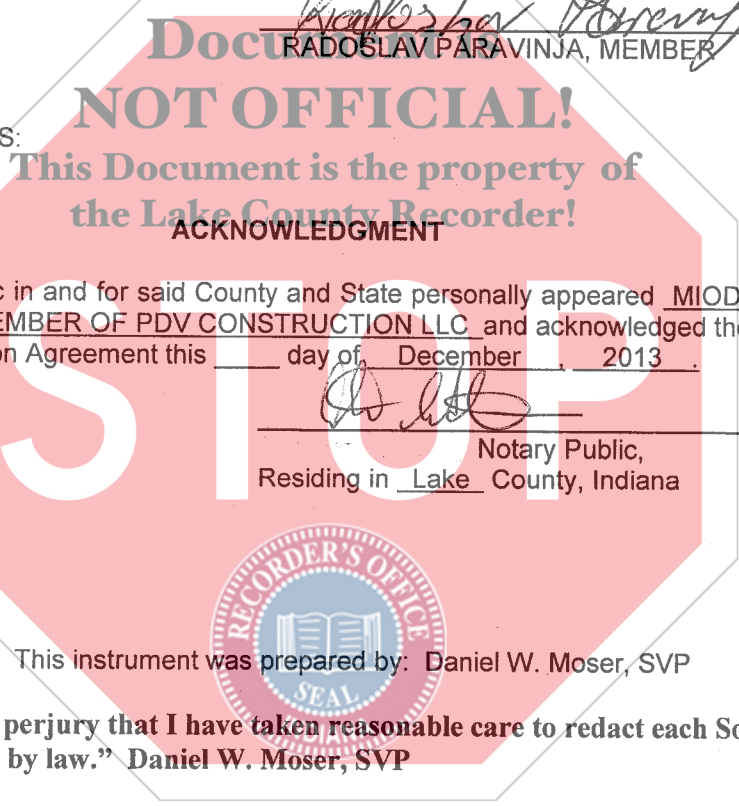 RADOSLAV PARAVINJA, MEMBER
Document is
NOT OFFICIAL!
S:
This Document is the property of
the Lake County Recorder!
ACKNOWLEDGMENT
c in and for said County and State personally appeared MIOD
EMBER OF PDV CONSTRUCTION LLC and acknowledged the
on Agreement this _____ day of December , 2013 .
STOP
Notary Public,
Residing in Lake County, Indiana
RECORDER'S OFFICE
SEAL
This instrument was prepared by: Daniel W. Moser, SVP
perjury that I have taken reasonable care to redact each So
by law.” Daniel W. Moser, SVP